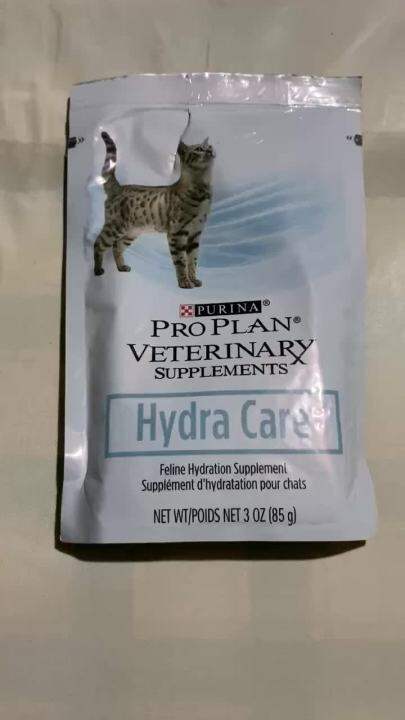 PURINA®
PRO PLAN®
VETERINARY
SUPPLEMENTS
Hydra Care
Feline Hydration Supplement
Supplément d'hydratation pour chats
NET WT/POIDS NET 3 OZ (85 g)